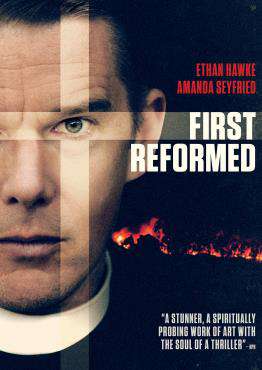 ETHAN HAWKE
AMANDA SEYFRIED
FIRST
REFORMED
"A STUNNER, A SPIRITUALLY
PROBING WORK OF ART WITH
THE SOUL OF A THRILLER"